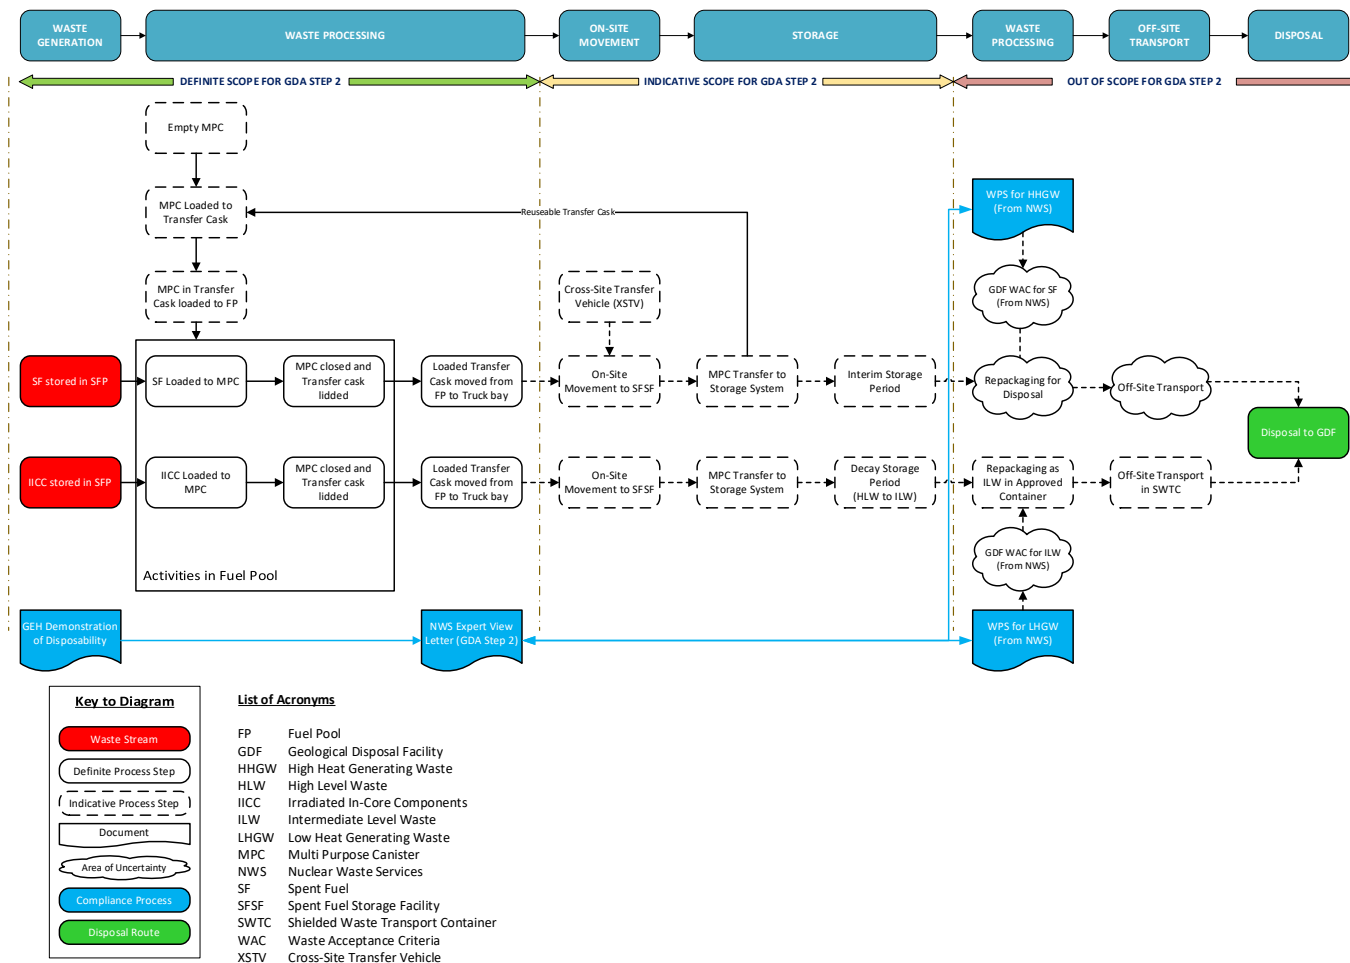 WASTE
GENERATION
WASTE PROCESSING
ON-SITE
MOVEMENT
STORAGE
WASTE
PROCESSING
OFF-SITE
TRANSPORT
DISPOSAL
DEFINITE SCOPE FOR GDA STEP 2
INDICATIVE SCOPE FOR GDA STEP 2
OUT OF SCOPE FOR GDA STEP 2
Empty MPC
MPC Loaded to
Transfer Cask
Reuseable Transfer Cask
WPS for HHGW
(From NWS)
MPC in Transfer
Cask loaded to FP
Cross-Site Transfer
Vehicle (XSTV)
GDF WAC for SF
(From NWS)
SF stored in SFP
SF Loaded to MPC
MPC closed and
Transfer cask
lidded
Loaded Transfer
Cask moved from
FP to Truck bay
On-Site
Movement to SFSF
MPC Transfer to
Storage System
Interim Storage
Period
Repackaging for
Disposal
Off-Site Transport
Disposal to GDF
IICC stored in SFP
IICC Loaded to
MPC
MPC closed and
Transfer cask
lidded
Loaded Transfer
Cask moved from
FP to Truck bay
On-Site
Movement to SFSF
MPC Transfer to
Storage System
Decay Storage
Period
(HLW to ILW)
Repackaging as
ILW in Approved
Container
Off-Site Transport
in SWTC
GDF WAC for ILW
(From NWS)
Activities in Fuel Pool
GEH Demonstration
of Disposability
NWS Expert View
Letter (GDA Step 2)
WPS for LHGW
(From NWS)
Key to Diagram
Waste Stream
Definite Process Step
Indicative Process Step
Document
Area of Uncertainty
Compliance Process
Disposal Route
List of Acronyms
FP Fuel Pool
GDF Geological Disposal Facility
HHGW High Heat Generating Waste
HLW High Level Waste
IICC Irradiated In-Core Components
ILW Intermediate Level Waste
LHGW Low Heat Generating Waste
MPC Multi Purpose Canister
NWS Nuclear Waste Services
SF Spent Fuel
SFSF Spent Fuel Storage Facility
SWTC Shielded Waste Transport Container
WAC Waste Acceptance Criteria
XSTV Cross-Site Transfer Vehicle